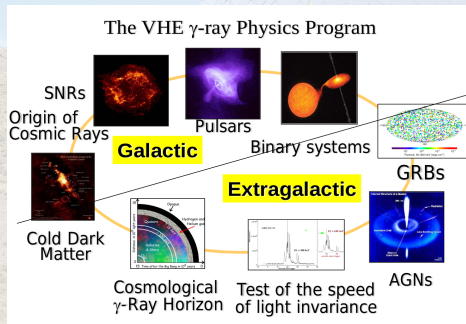 The VHE γ-ray Physics Program
SNRs
Origin of
Cosmic Rays
Galactic
Pulsars
Binary systems
GRBs
Extragalactic
Cold Dark
Matter
Cosmological
γ-Ray Horizon
Test of the speed
of light invariance
AGNs